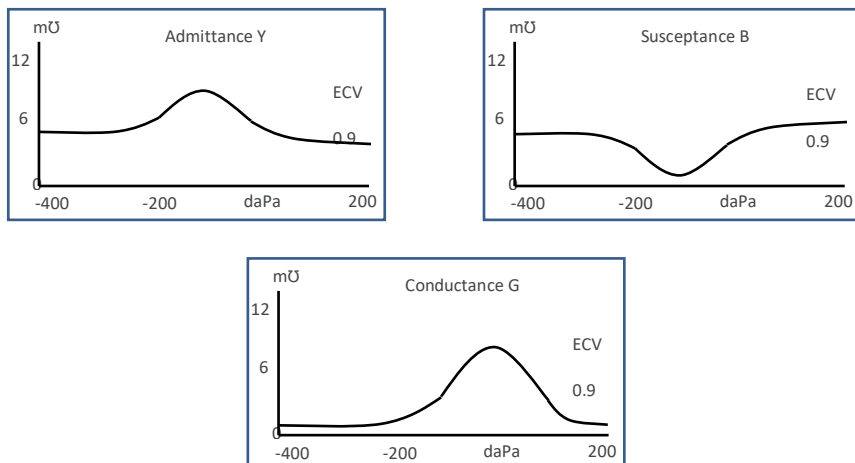 m℧
Admittance Y
12
ECV
6
0.9
0
-400
-200
daPa
200
m℧
Susceptance B
12
ECV
6
0.9
0
-400
-200
daPa
200
m℧
Conductance G
12
ECV
6
0.9
0
-400
-200
daPa
200